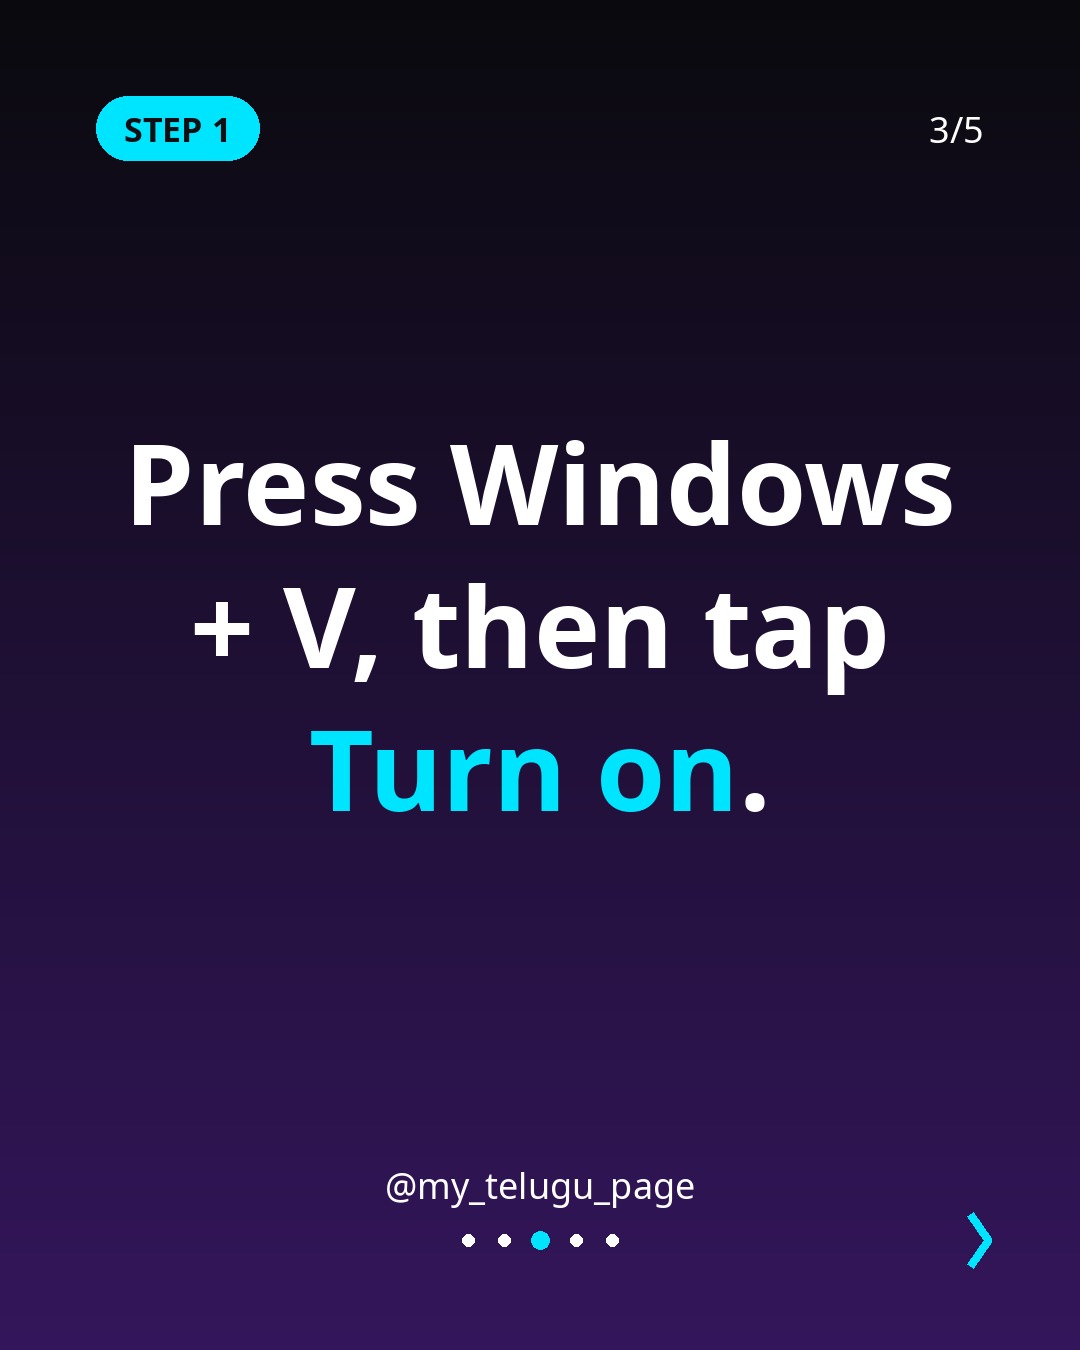 STEP 1
3/5
Press Windows
+ V, then tap
Turn on.
@my_telugu_page